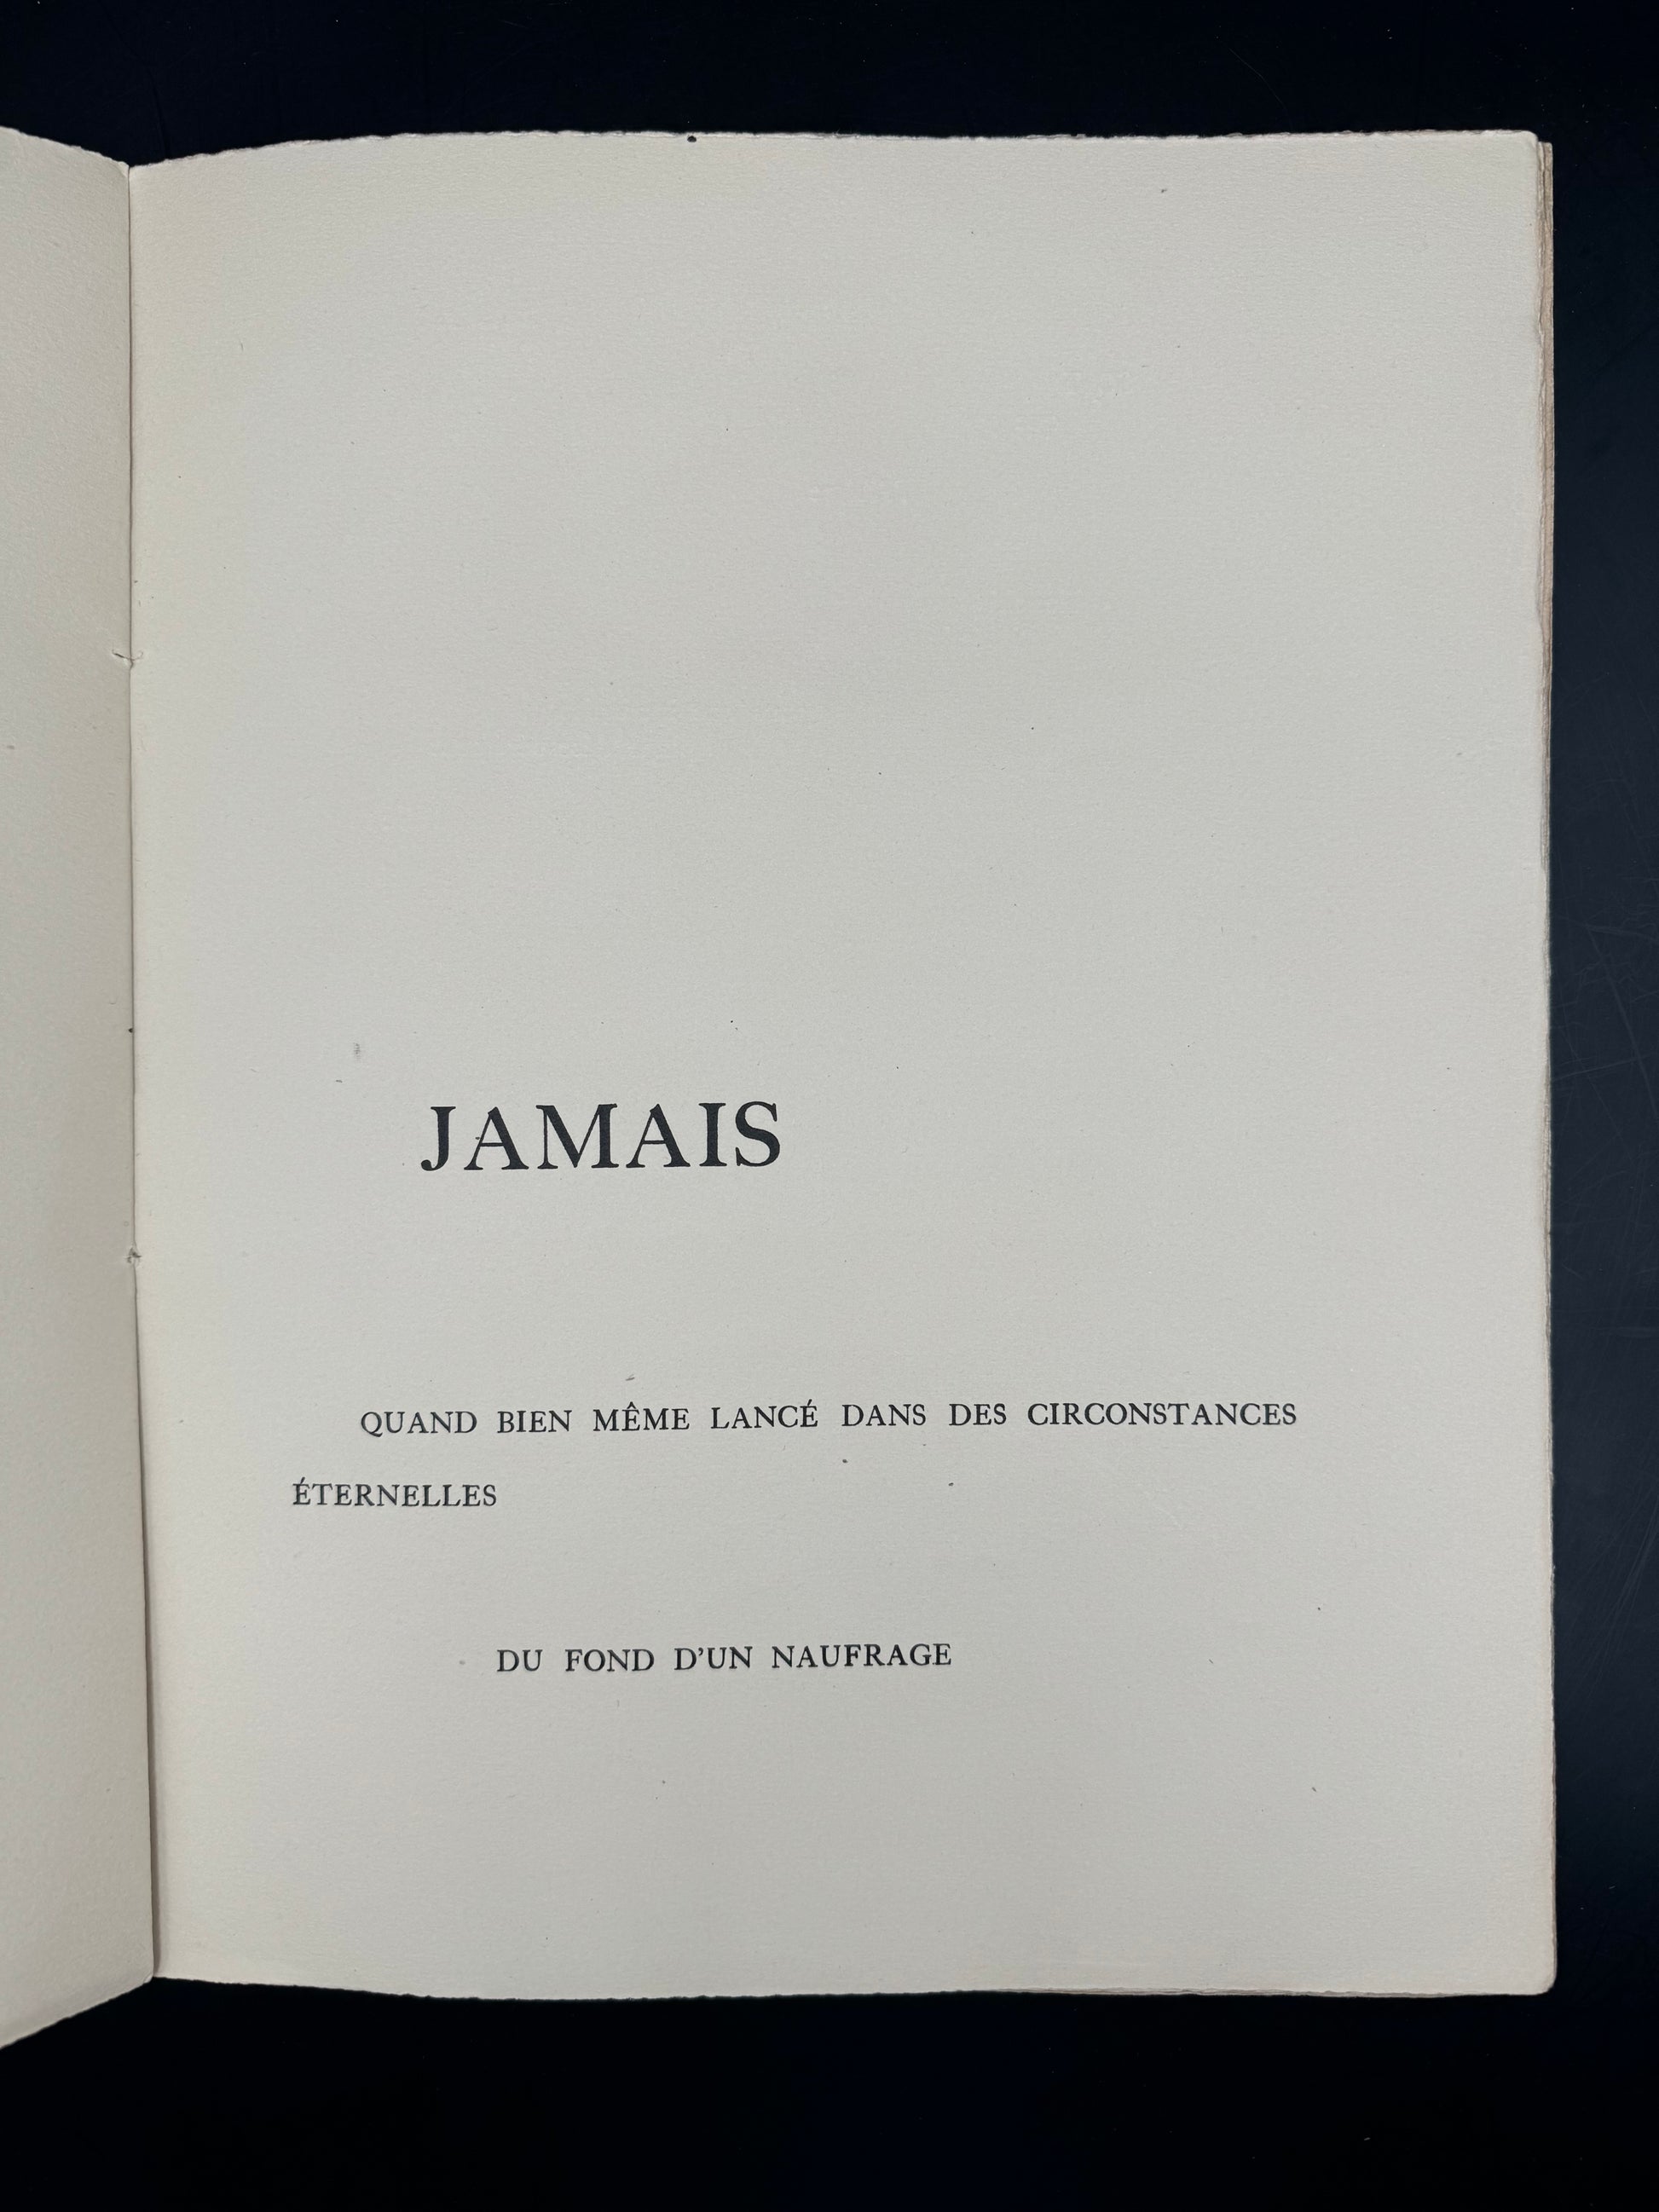 JAMAIS
QUAND BIEN MÊME LANCÉ DANS DES CIRCONSTANCES
ÉTERNELLES
DU FOND D’UN NAUFRAGE